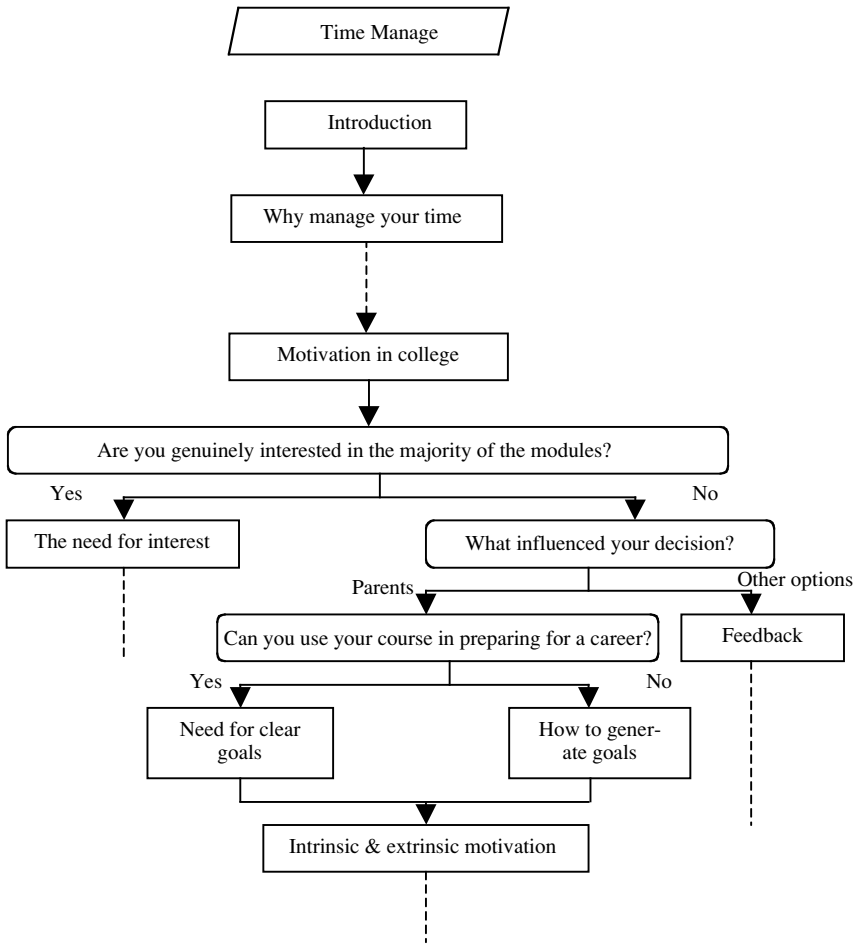 Time Manage
Introduction
Why manage your time
Motivation in college
Are you genuinely interested in the majority of the modules?
Yes
No
The need for interest
What influenced your decision?
Parents
Other options
Can you use your course in preparing for a career?
Feedback
Yes
No
Need for clear
goals
How to gener-
ate goals
Intrinsic & extrinsic motivation